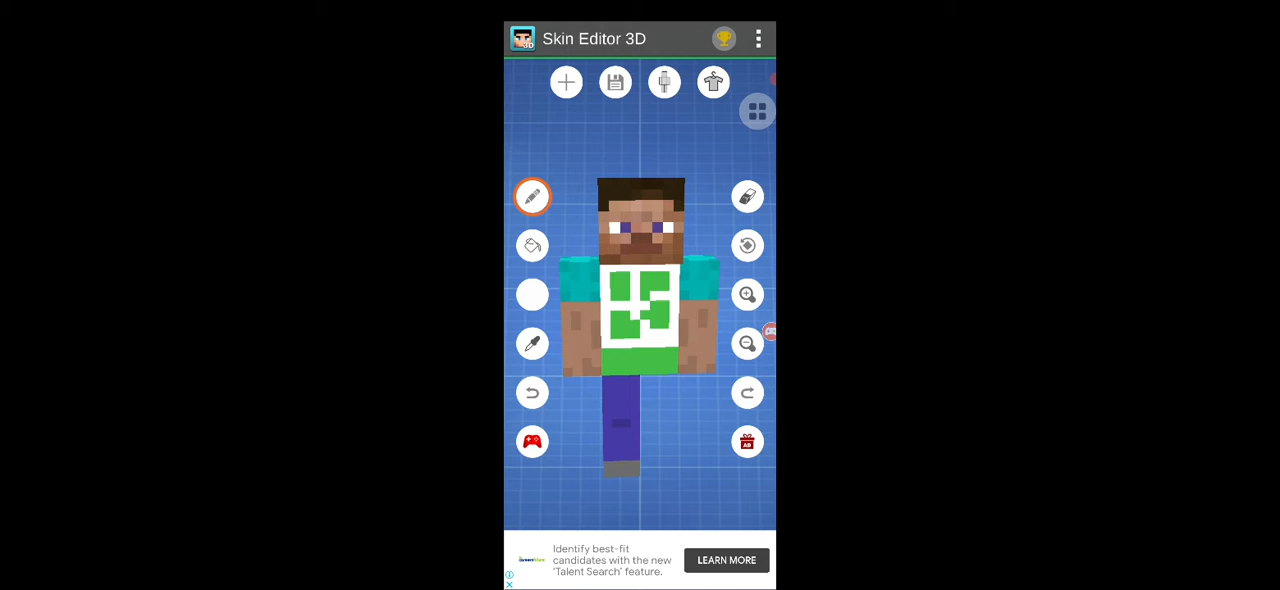 Skin Editor 3D
Identify best-fit
candidates with the new
'Talent Search' feature.
LEARN MORE